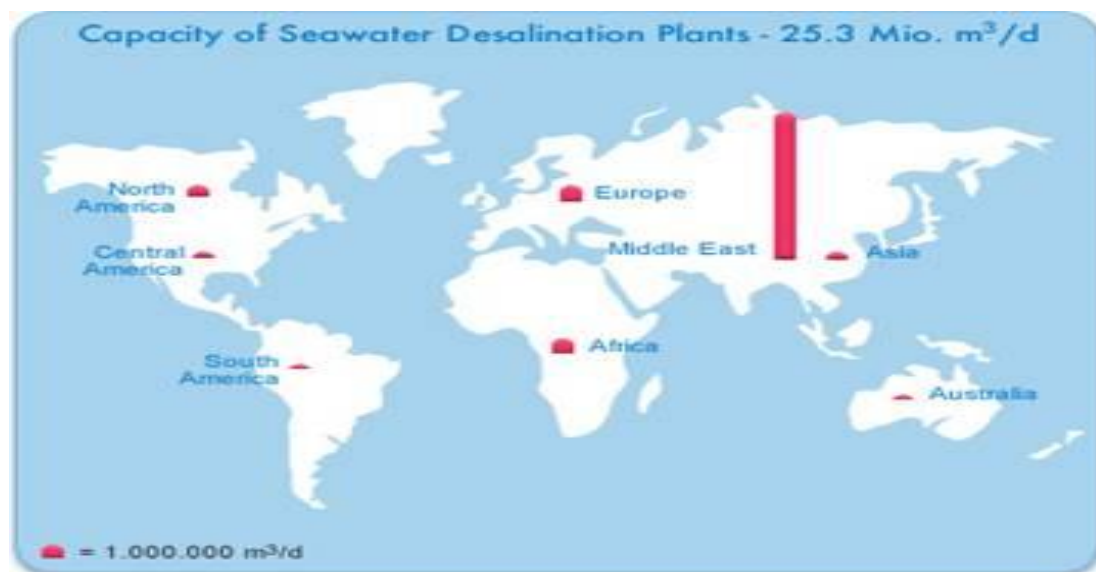 Capacity of Seawater Desalination Plants - 25.3 Mio. m³/d
North
America
Europe
Middle East
Asia
Central
America
Africa
South
America
Australia
= 1.000.000 m³/d